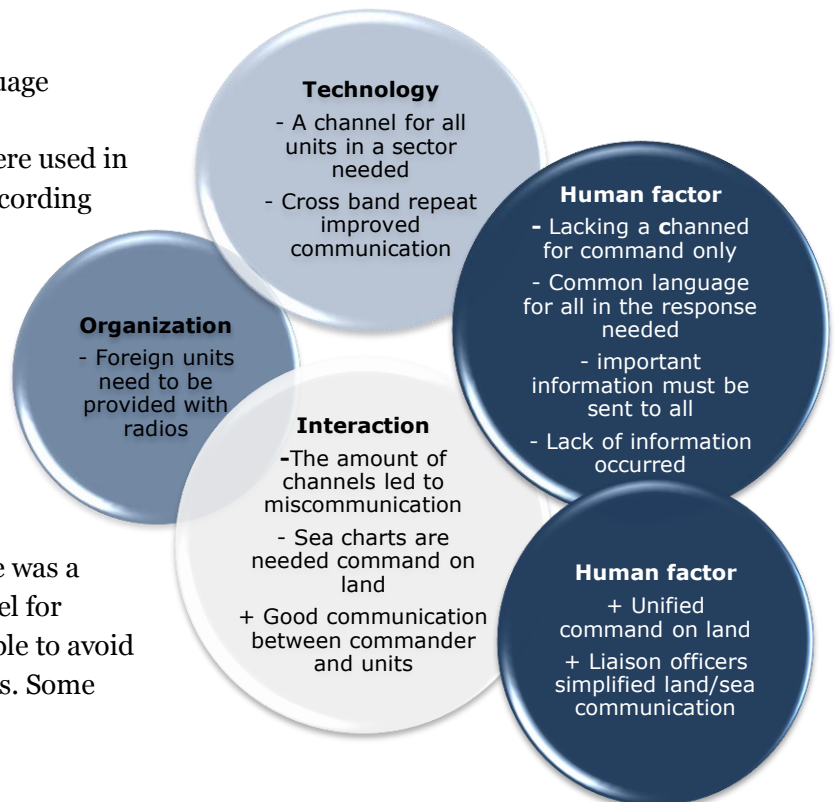 uage
ere used in
cording
e was a
el for
ple to avoid
s. Some
Technology
- A channel for all
units in a sector
needed
- Cross band repeat
improved
communication
Human factor
- Lacking a channed
for command only
- Common language
for all in the response
needed
- important
information must be
sent to all
- Lack of information
occurred
Organization
- Foreign units
need to be
provided with
radios
Interaction
-The amount of
channels led to
miscommunication
- Sea charts are
needed command on
land
+ Good communication
between commander
and units
Human factor
+ Unified
command on land
+ Liaison officers
simplified land/sea
communication